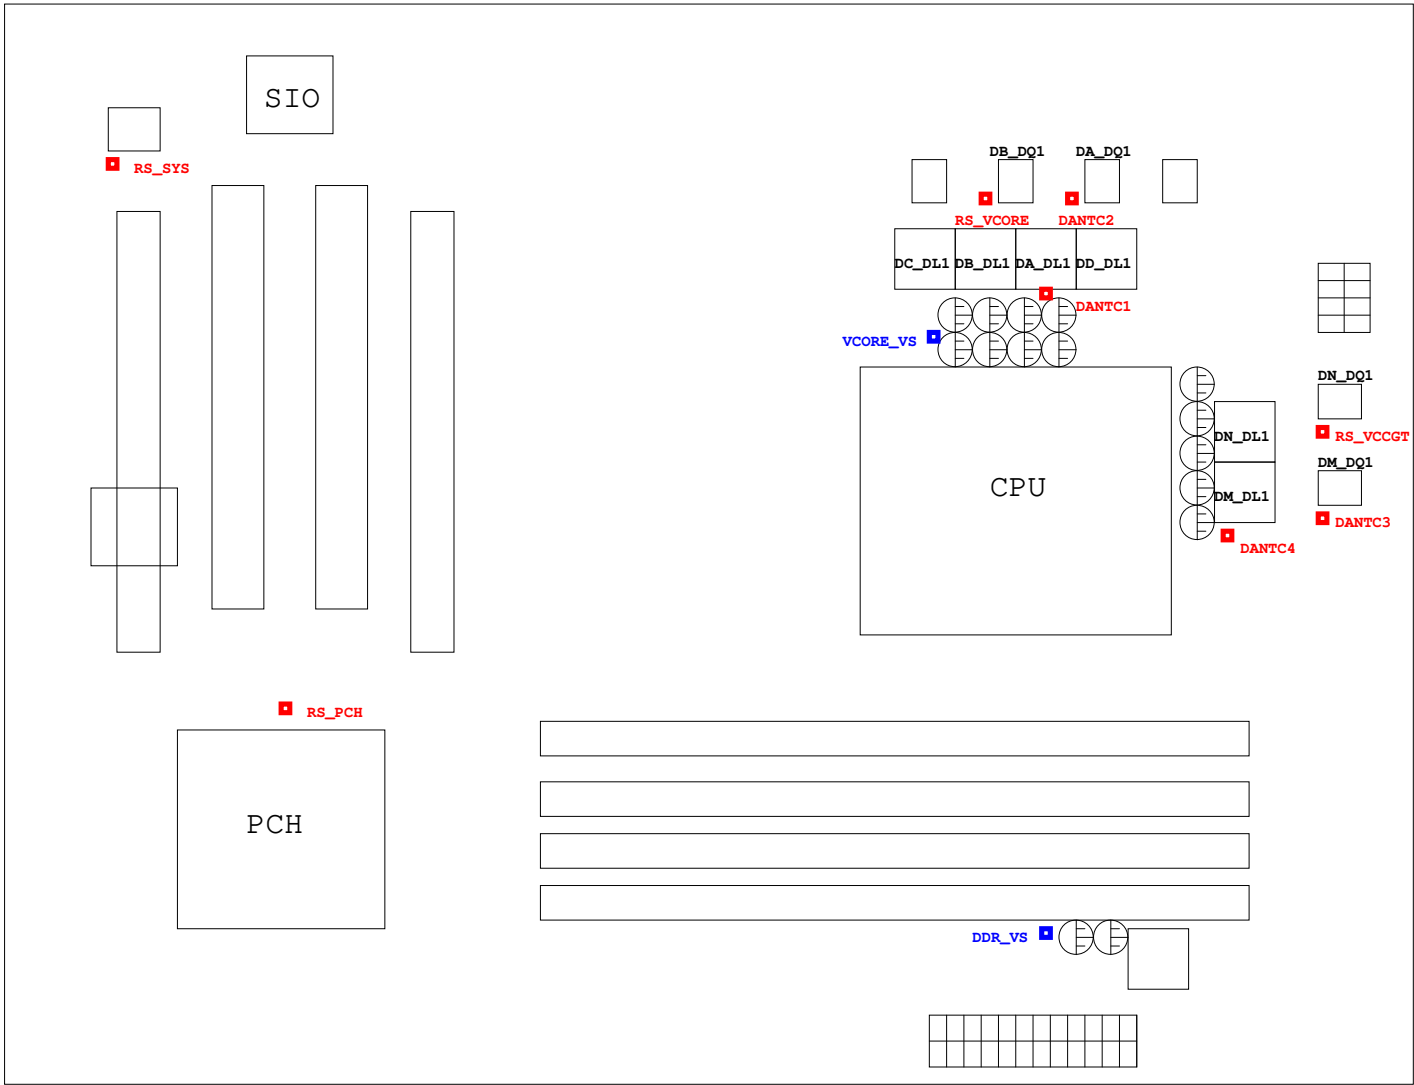 SIO
DB_DQ1
DA_DQ1
RS_SYS
RS_VCORE
DANTC2
DC_DL1
DB_DL1
DA_DL1
DD_DL1
DANTC1
VCORE_VS
DN_DQ1
DN_DL1
RS_VCCGT
DM_DQ1
CPU
DM_DL1
DANTC3
DANTC4
RS_PCH
PCH
DDR_VS